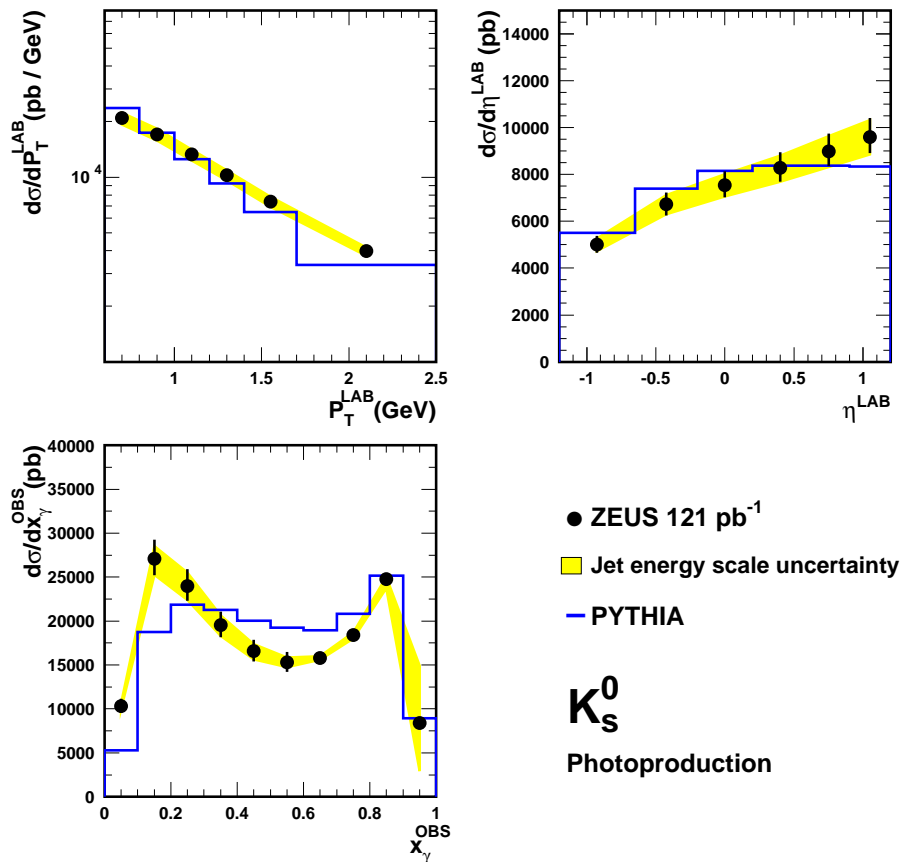 dσ/dP_T^LAB (pb / GeV)
10^4
1 1.5 2 2.5
P_T^LAB (GeV)
dσ/dη^LAB (pb)
14000
12000
10000
8000
6000
4000
2000
0
-1 -0.5 0 0.5 1
η^LAB
dσ/dx_γ^OBS (pb)
40000
35000
30000
25000
20000
15000
10000
5000
0
0 0.2 0.4 0.6 0.8 1
x_γ^OBS
ZEUS 121 pb^-1
Jet energy scale uncertainty
PYTHIA
K_s^0
Photoproduction